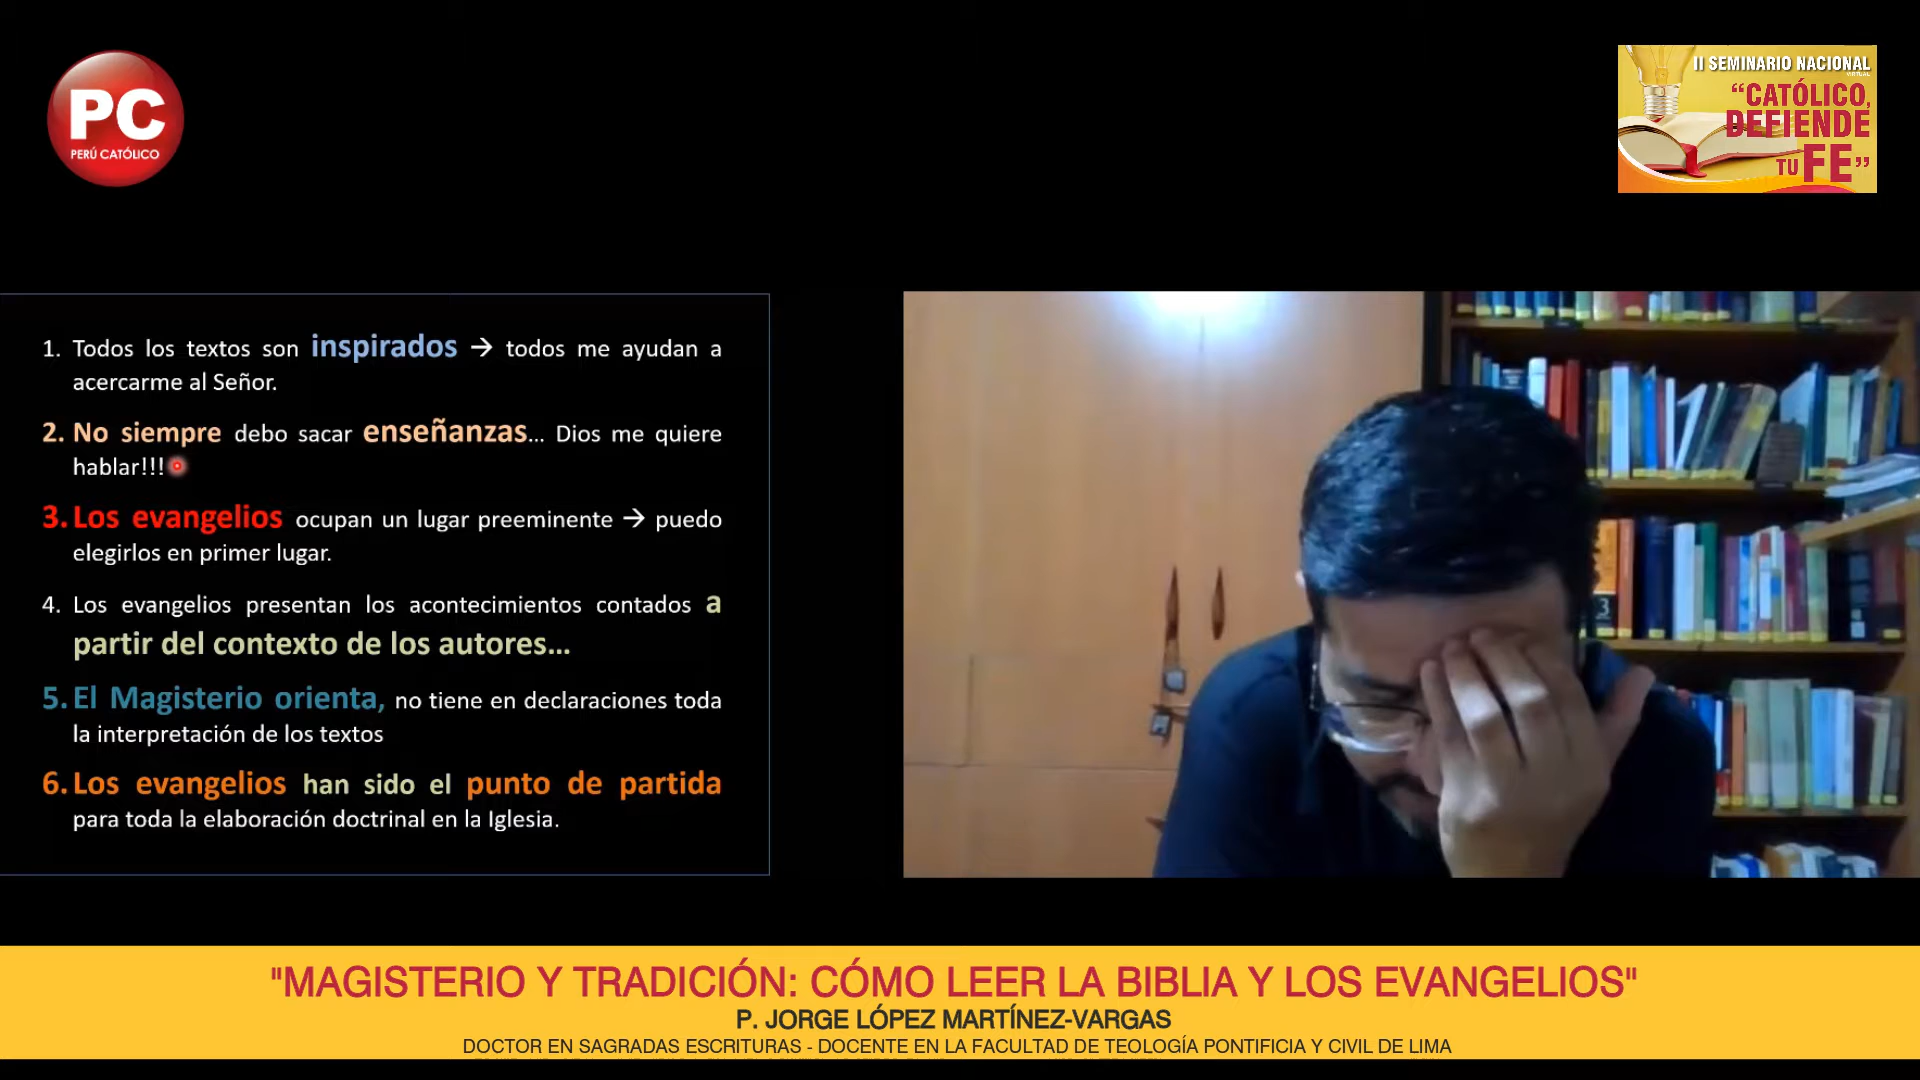 PC
PERÚ CATÓLICO
II SEMINARIO NACIONAL
VIRTUAL
“CATÓLICO,
DEFIENDE
TU FE”
1. Todos los textos son inspirados → todos me ayudan a
acercarme al Señor.
2. No siempre debo sacar enseñanzas... Dios me quiere
hablar!!!
3. Los evangelios ocupan un lugar preeminente → puedo
elegirlos en primer lugar.
4. Los evangelios presentan los acontecimientos contados a
partir del contexto de los autores...
5. El Magisterio orienta, no tiene en declaraciones toda
la interpretación de los textos
6. Los evangelios han sido el punto de partida
para toda la elaboración doctrinal en la Iglesia.
3
"MAGISTERIO Y TRADICIÓN: CÓMO LEER LA BIBLIA Y LOS EVANGELIOS"
P. JORGE LÓPEZ MARTÍNEZ-VARGAS
DOCTOR EN SAGRADAS ESCRITURAS - DOCENTE EN LA FACULTAD DE TEOLOGÍA PONTIFICIA Y CIVIL DE LIMA